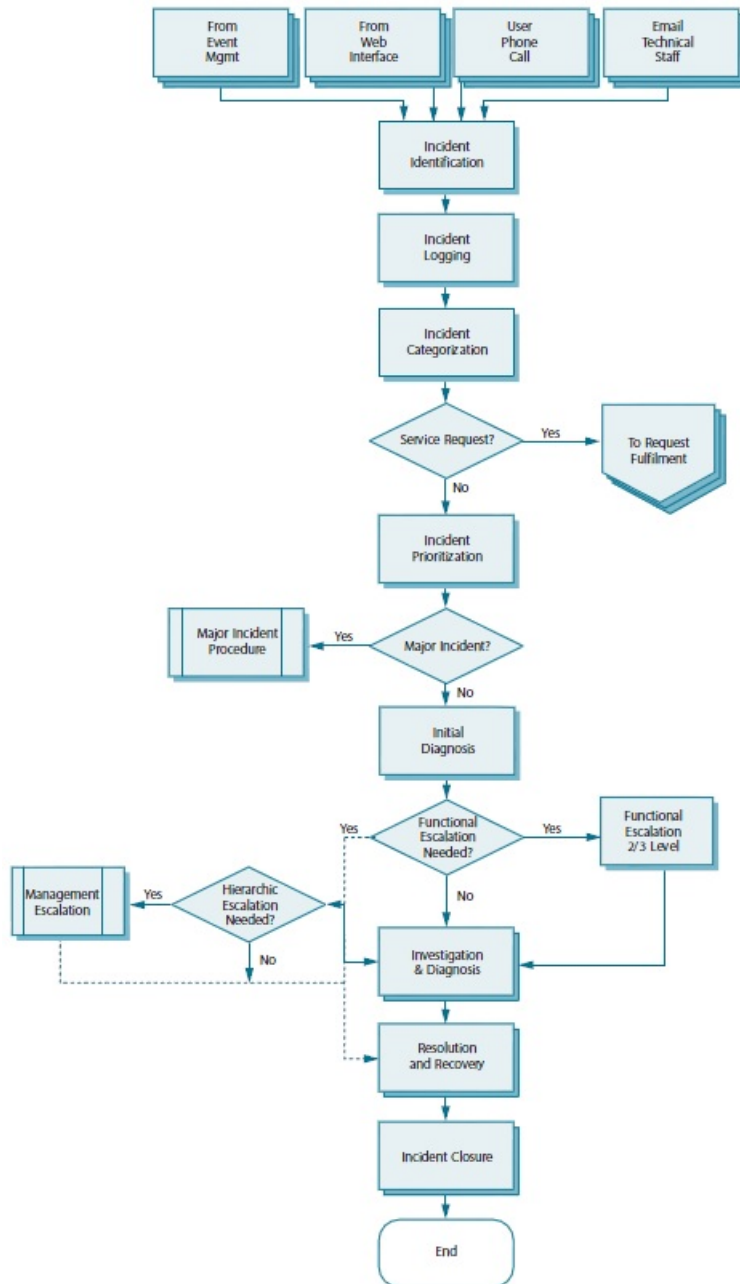 From
Event
Mgmt
From
Web
Interface
User
Phone
Call
Email
Technical
Staff
Incident
Identification
Incident
Logging
Incident
Categorization
Service Request?
Yes
To Request
Fulfilment
No
Incident
Prioritization
Major Incident
Procedure
Yes
Major Incident?
No
Initial
Diagnosis
Yes
Functional
Escalation
Needed?
Yes
Functional
Escalation
2/3 Level
Management
Escalation
Yes
Hierarchic
Escalation
Needed?
No
No
Investigation
& Diagnosis
Resolution
and Recovery
Incident Closure
End